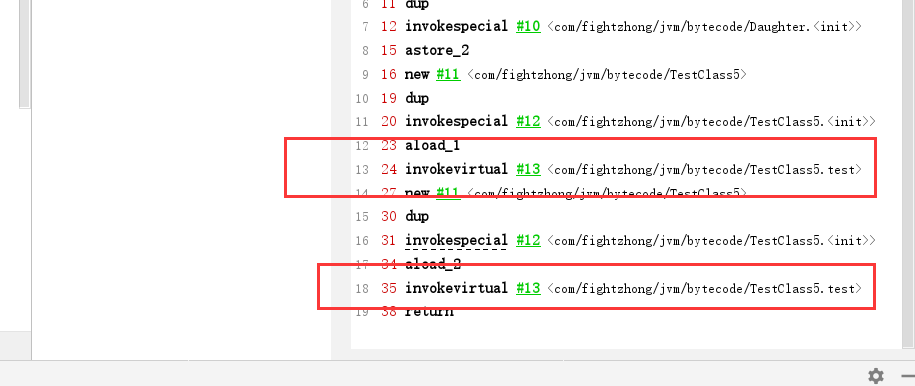 6 11 dup
7 12 invokespecial #10 <com/fightzhong/jvm/bytecode/Daughter.<init>>
8 15 astore_2
9 16 new #11 <com/fightzhong/jvm/bytecode/TestClass5>
10 19 dup
11 20 invokespecial #12 <com/fightzhong/jvm/bytecode/TestClass5.<init>>
12 23 aload_1
13 24 invokevirtual #13 <com/fightzhong/jvm/bytecode/TestClass5.test>
14 27 new #11 <com/fightzhong/jvm/bytecode/TestClass5>
15 30 dup
16 31 invokespecial #12 <com/fightzhong/jvm/bytecode/TestClass5.<init>>
17 34 aload_2
18 35 invokevirtual #13 <com/fightzhong/jvm/bytecode/TestClass5.test>
19 38 return